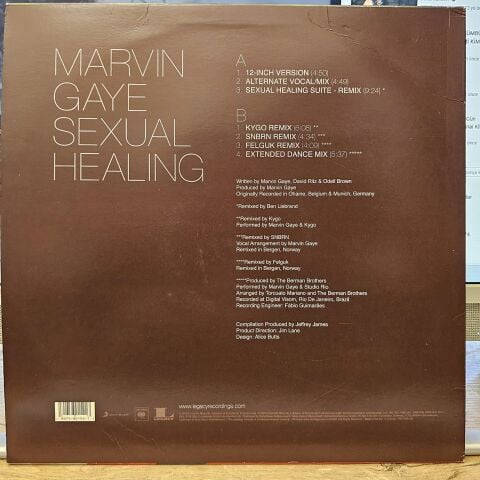 MARVIN
GAYE
SEXUAL
HEALING
A
1. 12-INCH VERSION (4:50)
2. ALTERNATE VOCAL/MIX (4:49)
3. SEXUAL HEALING SUITE - REMIX (9:24) *
B
1. KYGO REMIX (6:06) **
2. SNBRN REMIX (4:34) ***
3. FELGUK REMIX (4:09) ****
4. EXTENDED DANCE MIX (5:37) *****
Written by Marvin Gaye, David Ritz & Odell Brown
Produced by Marvin Gaye
Originally Recorded in Ohaine, Belgium & Munich, Germany
*Remixed by Ben Liebrand
**Remixed by Kygo
Performed by Marvin Gaye & Kygo
***Remixed by SNBRN
Vocal Arrangement by Marvin Gaye
Remixed in Bergen, Norway
****Remixed by Felguk
Remixed in Bergen, Norway
*****Produced by The Berman Brothers
Performed by Marvin Gaye & Studio Rio
Arranged by Torcuato Mariano and The Berman Brothers
Recorded at Digital Visom, Rio De Janeiro, Brazil
Recording Engineer: Fábio Guimarães
Compilation Produced by Jeffrey James
Product Direction: Jim Lane
Design: Alice Butts
www.legacyrecordings.com